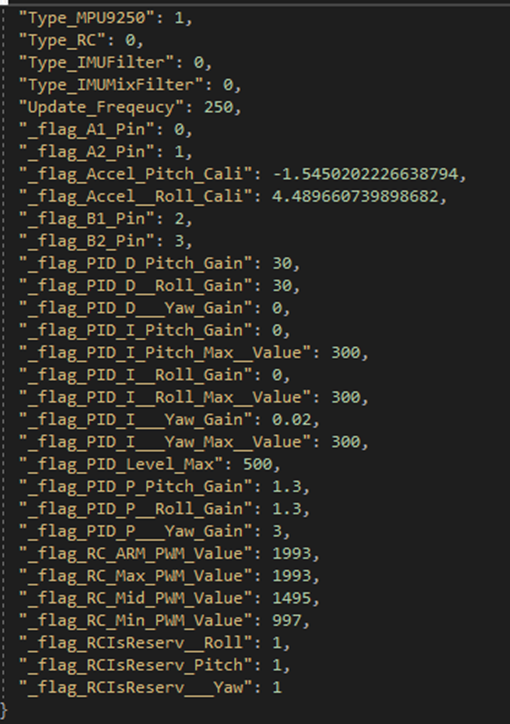 "Type_MPU9250": 1,
"Type_RC": 0,
"Type_IMUFilter": 0,
"Type_IMUMixFilter": 0,
"Update_Freqeucy": 250,
"_flag_A1_Pin": 0,
"_flag_A2_Pin": 1,
"_flag_Accel_Pitch_Cali": -1.5450202226638794,
"_flag_Accel__Roll_Cali": 4.489660739898682,
"_flag_B1_Pin": 2,
"_flag_B2_Pin": 3,
"_flag_PID_D_Pitch_Gain": 30,
"_flag_PID_D__Roll_Gain": 30,
"_flag_PID_D___Yaw_Gain": 0,
"_flag_PID_I_Pitch_Gain": 0,
"_flag_PID_I_Pitch_Max__Value": 300,
"_flag_PID_I__Roll_Gain": 0,
"_flag_PID_I__Roll_Max__Value": 300,
"_flag_PID_I___Yaw_Gain": 0.02,
"_flag_PID_I___Yaw_Max__Value": 300,
"_flag_PID_Level_Max": 500,
"_flag_PID_P_Pitch_Gain": 1.3,
"_flag_PID_P__Roll_Gain": 1.3,
"_flag_PID_P___Yaw_Gain": 3,
"_flag_RC_ARM_PWM_Value": 1993,
"_flag_RC_Max_PWM_Value": 1993,
"_flag_RC_Mid_PWM_Value": 1495,
"_flag_RC_Min_PWM_Value": 997,
"_flag_RCIsReserv__Roll": 1,
"_flag_RCIsReserv_Pitch": 1,
"_flag_RCIsReserv___Yaw": 1
}